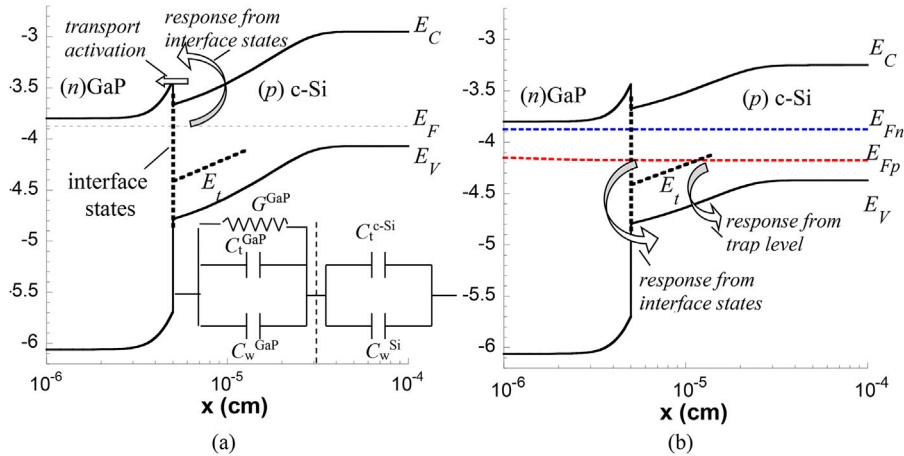 transport
activation
response from
interface states
-3
-3.5
-4
-4.5
-5
·5.5
-6
(n)GaP
(p) c-Si
E_C
E_F
E_V
interface
states
E_t
G^GaP
C_t^GaP
C_t^c-Si
C_w^GaP
C_w^Si
10^-6
10^-5
10^-4
x (cm)
(a)
-3
-3.5
-4
-4.5
-5
-5.5
-6
(n)GaP
(p) c-Si
E_C
E_Fn
E_Fp
E_t
E_V
response from
trap level
response from
interface states
10^-6
10^-5
10^-4
x (cm)
(b)